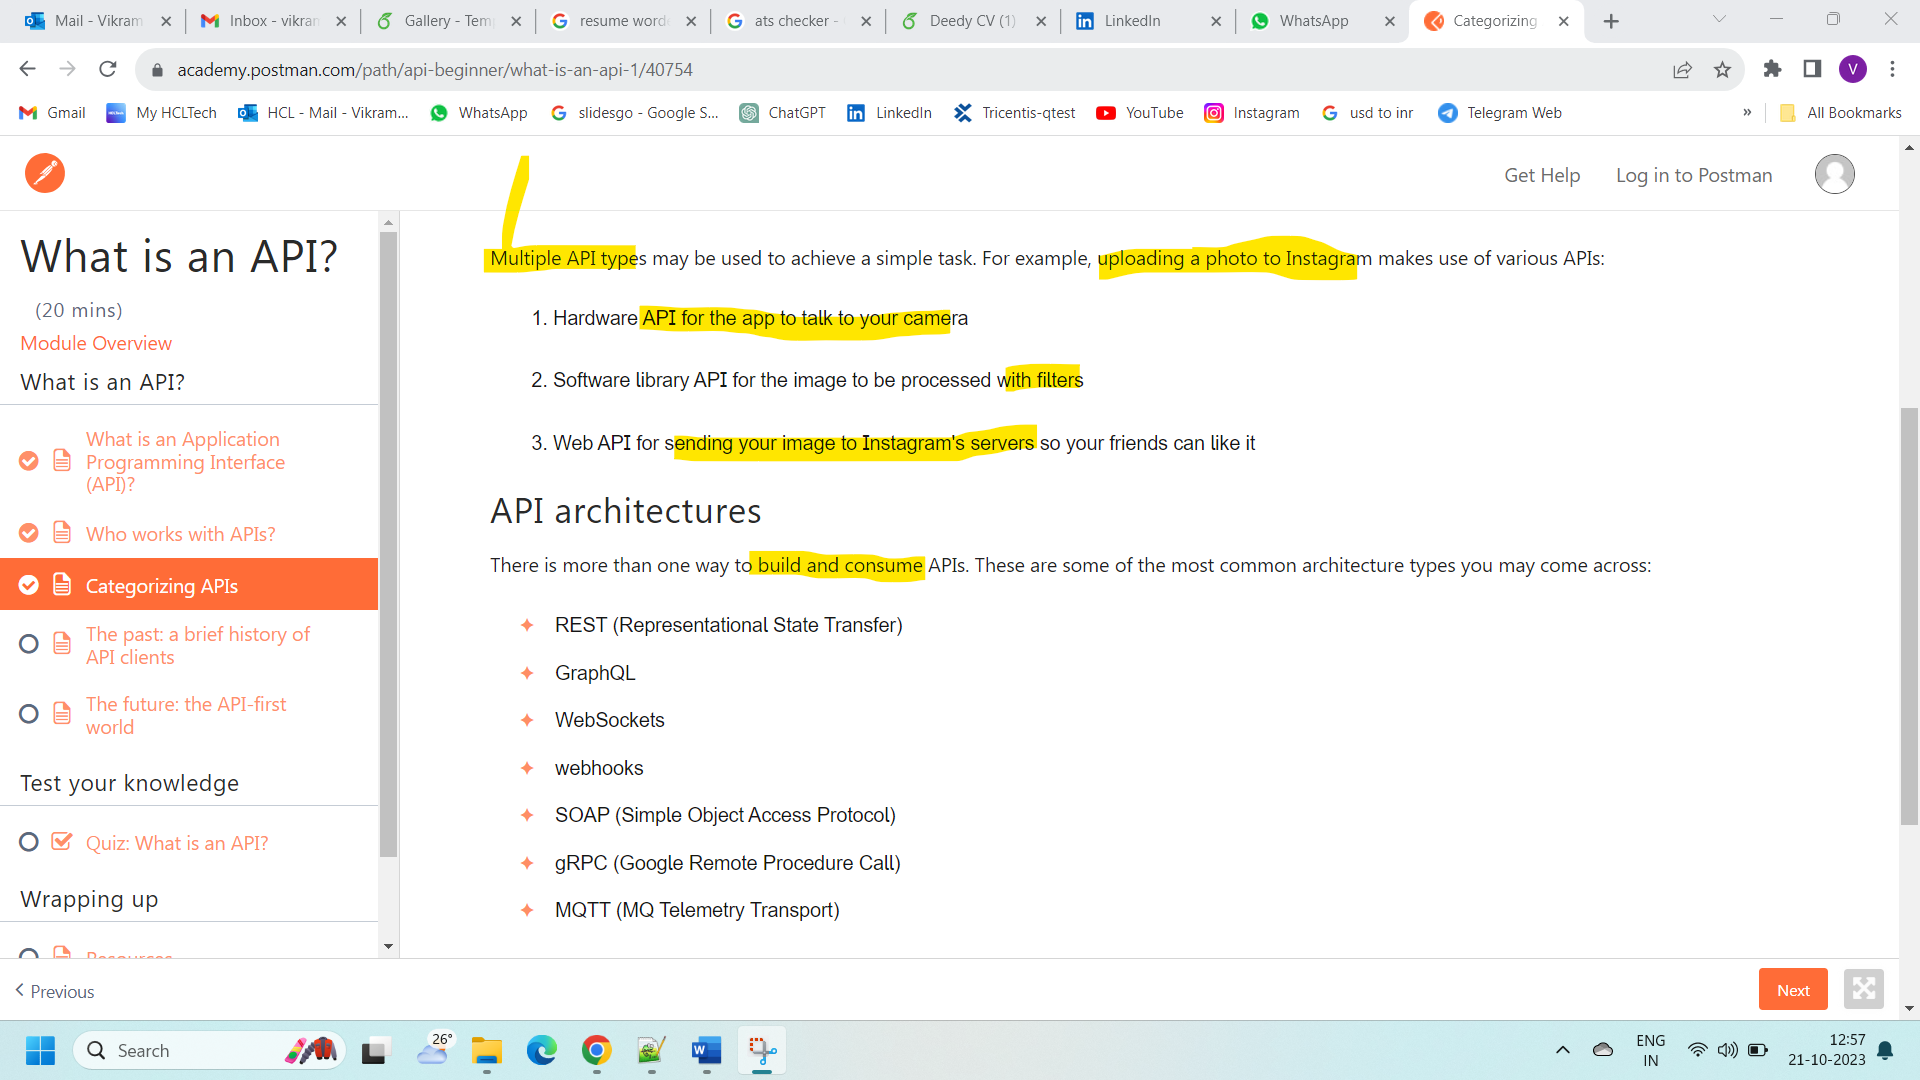 Mail - Vikram
Inbox - vikran
Gallery - Tem
resume word
ats checker -
Deedy CV (1)
LinkedIn
WhatsApp
Categorizing
academy.postman.com/path/api-beginner/what-is-an-api-1/40754
V
Gmail
My HCLTech
HCL - Mail - Vikram...
WhatsApp
slidesgo - Google S...
ChatGPT
LinkedIn
Tricentis-qtest
YouTube
Instagram
usd to inr
Telegram Web
»
All Bookmarks
Get Help
Log in to Postman
What is an API?
(20 mins)
Module Overview
What is an API?
What is an Application
Programming Interface
(API)?
Who works with APIs?
Categorizing APIs
The past: a brief history of
API clients
The future: the API-first
world
Test your knowledge
Quiz: What is an API?
Wrapping up
Resources
Multiple API types may be used to achieve a simple task. For example, uploading a photo to Instagram makes use of various APIs:
1. Hardware API for the app to talk to your camera
2. Software library API for the image to be processed with filters
3. Web API for sending your image to Instagram's servers so your friends can like it
API architectures
There is more than one way to build and consume APIs. These are some of the most common architecture types you may come across:
REST (Representational State Transfer)
GraphQL
WebSockets
webhooks
SOAP (Simple Object Access Protocol)
gRPC (Google Remote Procedure Call)
MQTT (MQ Telemetry Transport)
Previous
Next
Search
26°
ENG
IN
12:57
21-10-2023